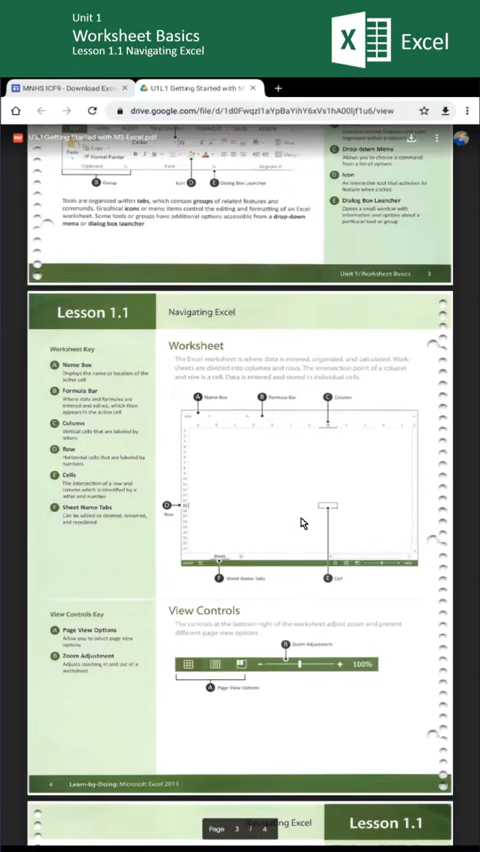 Unit 1
Worksheet Basics
Lesson 1.1 Navigating Excel
Excel
MNHS ICF9 - Download Exc
U1L1 Getting Started with M
U1L1 Getting Started with MS Excel.pdf
Copy
Format Painter
Paste
Clipboard
B Group
Icon D
E Dialog Box Launcher
Tools are organized within tabs, which contain groups of related features and
commands. Graphical icons or menu items control the editing and formatting of an Excel
worksheet. Some tools or groups have additional options accessible from a drop-down
menu or dialog box launcher.
C Drop-down Menu
Allows you to choose a command
from a list of options
D Icon
An interactive tool that activates its
feature when clicked
E Dialog Box Launcher
Opens a small window with
information and options about a
particular tool or group
Unit 1: Worksheet Basics 3
Lesson 1.1
Navigating Excel
Worksheet Key
A Name Box
Displays the name or location of the
active cell
B Formula Bar
Where data and formulas are
entered and edited, which then
appears in the active cell
C Column
Vertical cells that are labeled by
letters
D Row
Horizontal cells that are labeled by
numbers
E Cells
The intersection of a row and
column which is identified by a
letter and number
F Sheet Name Tabs
Can be added or deleted, renamed,
and reordered
Worksheet
The Excel worksheet is where data is entered, organized, and calculated. Work-
sheets are divided into columns and rows. The intersection point of a column
and row is a cell. Data is entered and stored in individual cells.
A Name Box
B Formula Bar
C Column
D
Row
F Sheet Name Tabs
E Cell
View Controls Key
A Page View Options
Allow you to select page view
options
B Zoom Adjustment
Adjusts zooming in and out of a
worksheet
View Controls
The controls at the bottom-right of the worksheet adjust zoom and present
different page view options.
B Zoom Adjustment
100%
A Page View Options
4 Learn-by-Doing: Microsoft Excel 2013
Page 3 / 4
Navigating Excel
Lesson 1.1